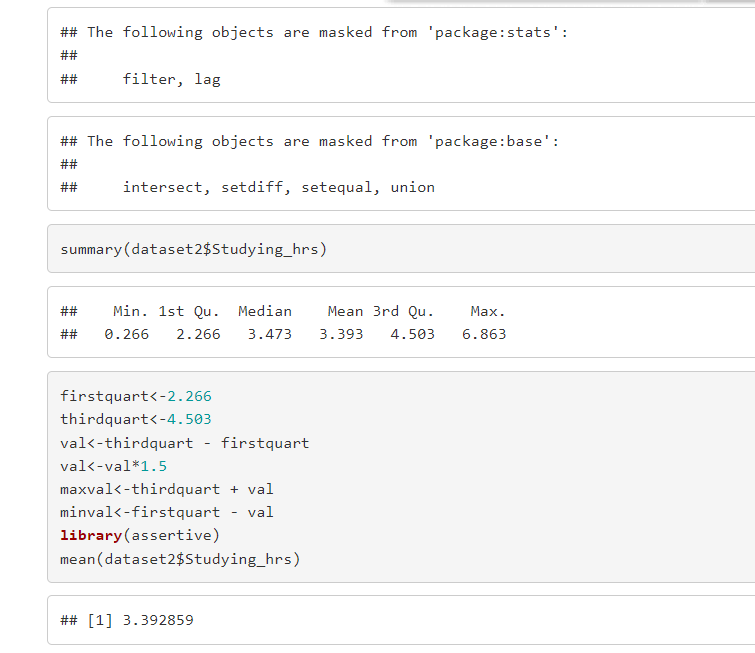 ## The following objects are masked from 'package:stats':
##
##     filter, lag
## The following objects are masked from 'package:base':
##
##     intersect, setdiff, setequal, union
summary(dataset2$Studying_hrs)
##    Min. 1st Qu.  Median    Mean 3rd Qu.    Max.
##   0.266   2.266   3.473   3.393   4.503   6.863
firstquart<-2.266
thirdquart<-4.503
val<-thirdquart - firstquart
val<-val*1.5
maxval<-thirdquart + val
minval<-firstquart - val
library(assertive)
mean(dataset2$Studying_hrs)
## [1] 3.392859